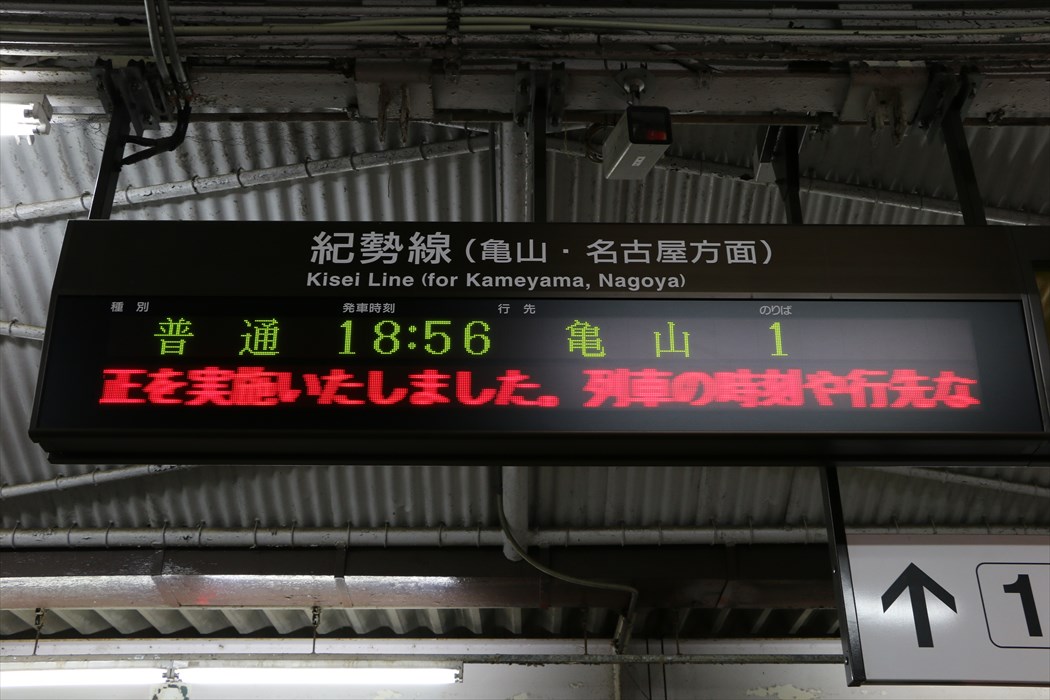 紀勢線(亀山・名古屋方面)
Kisei Line (for Kameyama, Nagoya)
種別 発車時刻 行先 のりば
普通 18:56 亀山 1
正を実施いたしました。列車の時刻や行先な
↑ 1